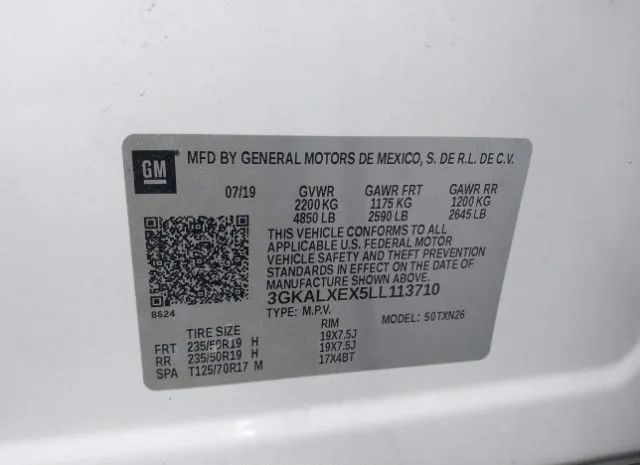 GM ® MFD BY GENERAL MOTORS DE MEXICO, S. DE R.L. DE C.V.
07/19 GVWR GAWR FRT GAWR RR
2200 KG 1175 KG 1200 KG
4850 LB 2590 LB 2645 LB
THIS VEHICLE CONFORMS TO ALL
APPLICABLE U.S. FEDERAL MOTOR
VEHICLE SAFETY AND THEFT PREVENTION
STANDARDS IN EFFECT ON THE DATE
OF MANUFACTURE SHOWN ABOVE.
8624 3GKALXEX5LL113710
TYPE: M.P.V. MODEL: 50TXN26
TIRE SIZE RIM
FRT 235/50R19 H 19X7.5J
RR 235/50R19 H 19X7.5J
SPA T125/70R17 M 17X4BT